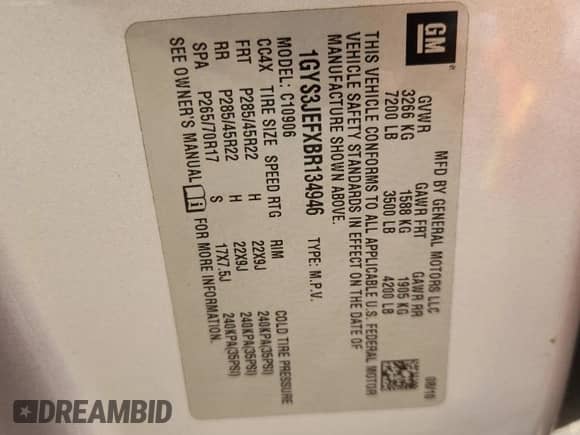 GM
MFD BY GENERAL MOTORS LLC
08/10
GVWR GAWR FRT GAWR RR
3266 KG 1588 KG 1905 KG
7200 LB 3500 LB 4200 LB
THIS VEHICLE CONFORMS TO ALL APPLICABLE U.S. FEDERAL MOTOR
VEHICLE SAFETY STANDARDS IN EFFECT ON THE DATE OF
MANUFACTURE SHOWN ABOVE.
1GYS3JEFXBR134946 TYPE: M.P.V.
MODEL: C10906
CC4X TIRE SIZE SPEED RTG RIM COLD TIRE PRESSURE
FRT P285/45R22 H 22X9J 240KPA(35PSI)
RR P285/45R22 H 22X9J 240KPA(35PSI)
SPA P265/70R17 S 17X7.5J 240KPA(35PSI)
SEE OWNER'S MANUAL i FOR MORE INFORMATION.
DREAMBID